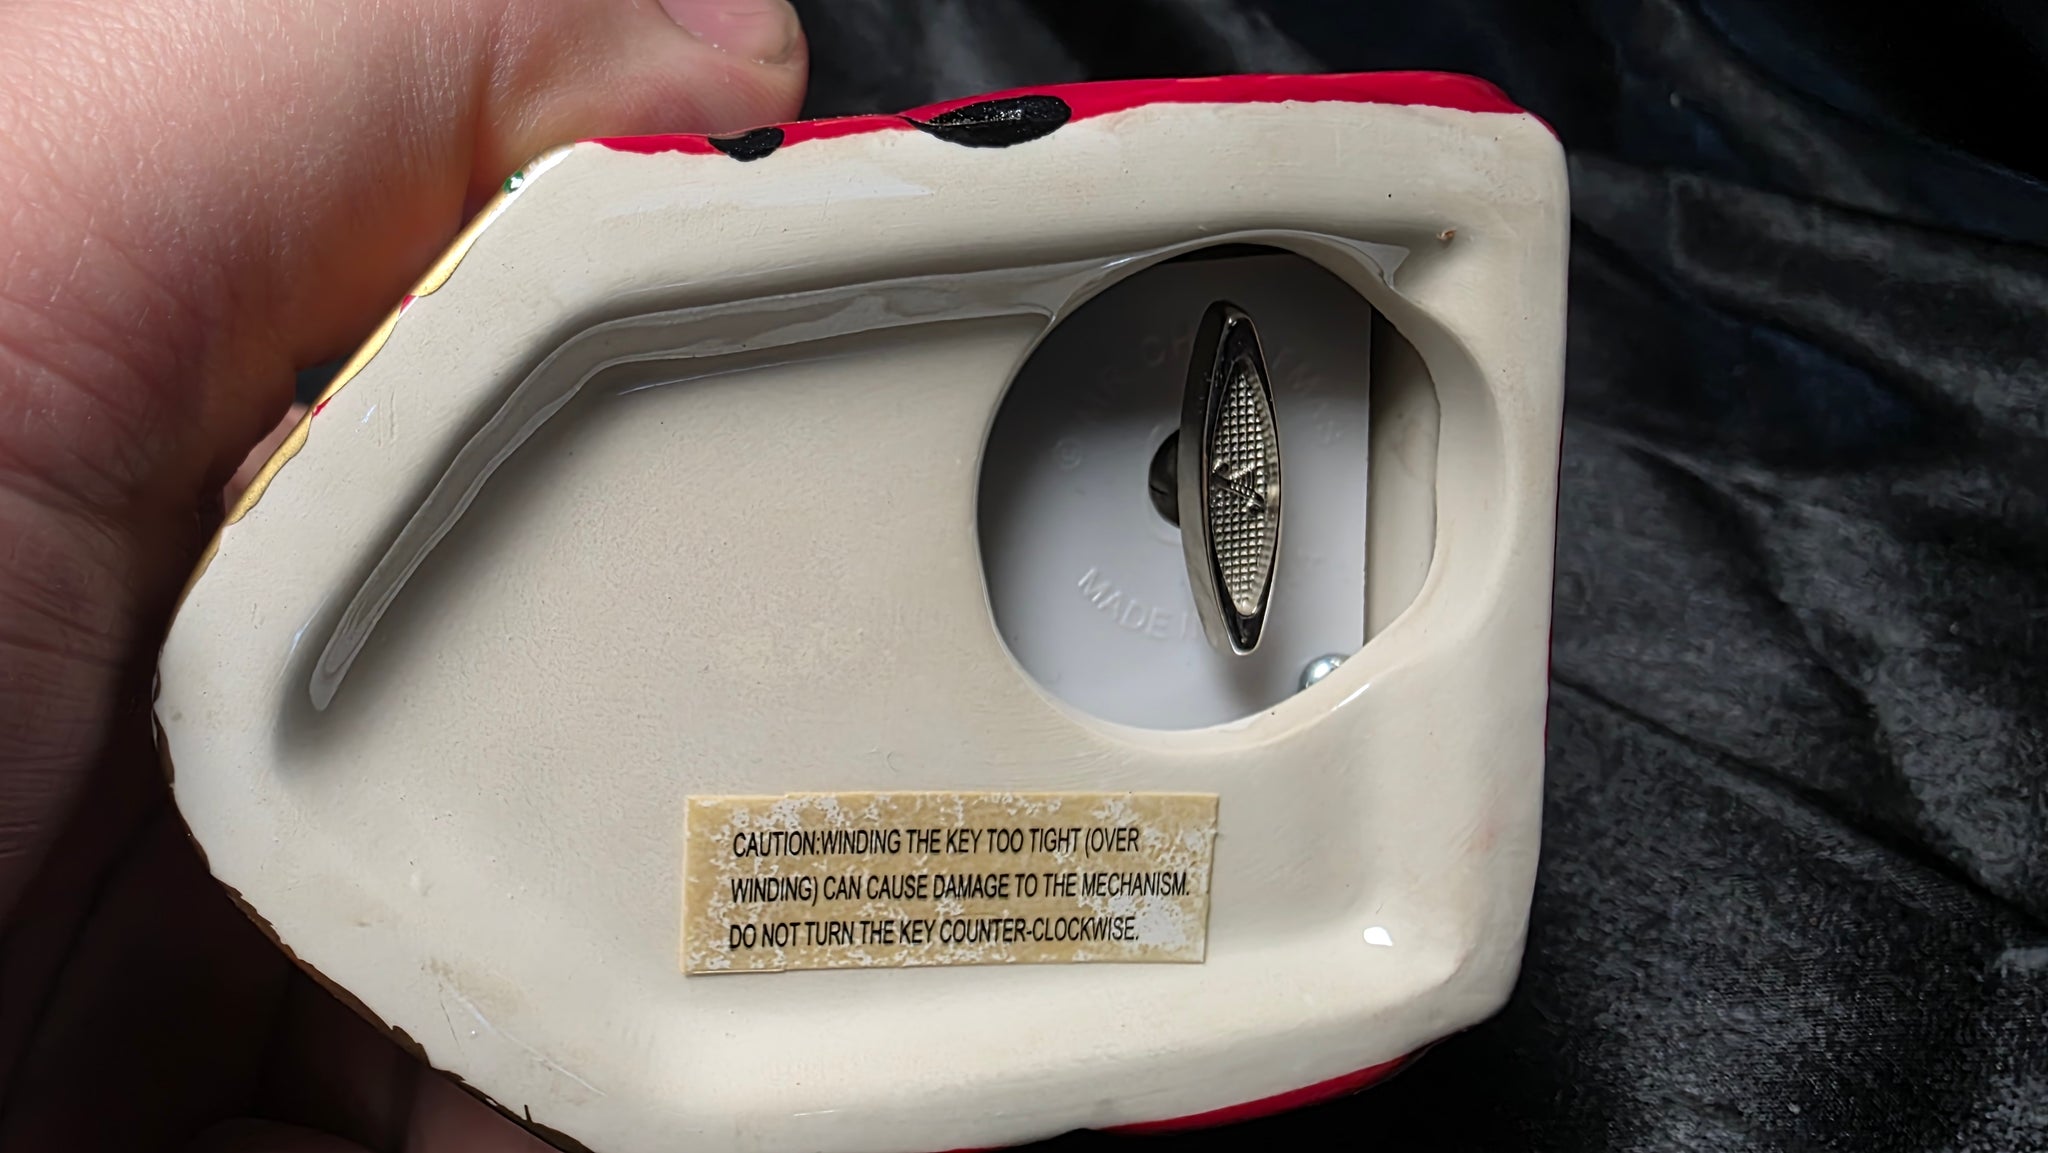 MADE
CAUTION:WINDING THE KEY TOO TIGHT (OVER
WINDING) CAN CAUSE DAMAGE TO THE MECHANISM.
DO NOT TURN THE KEY COUNTER-CLOCKWISE.